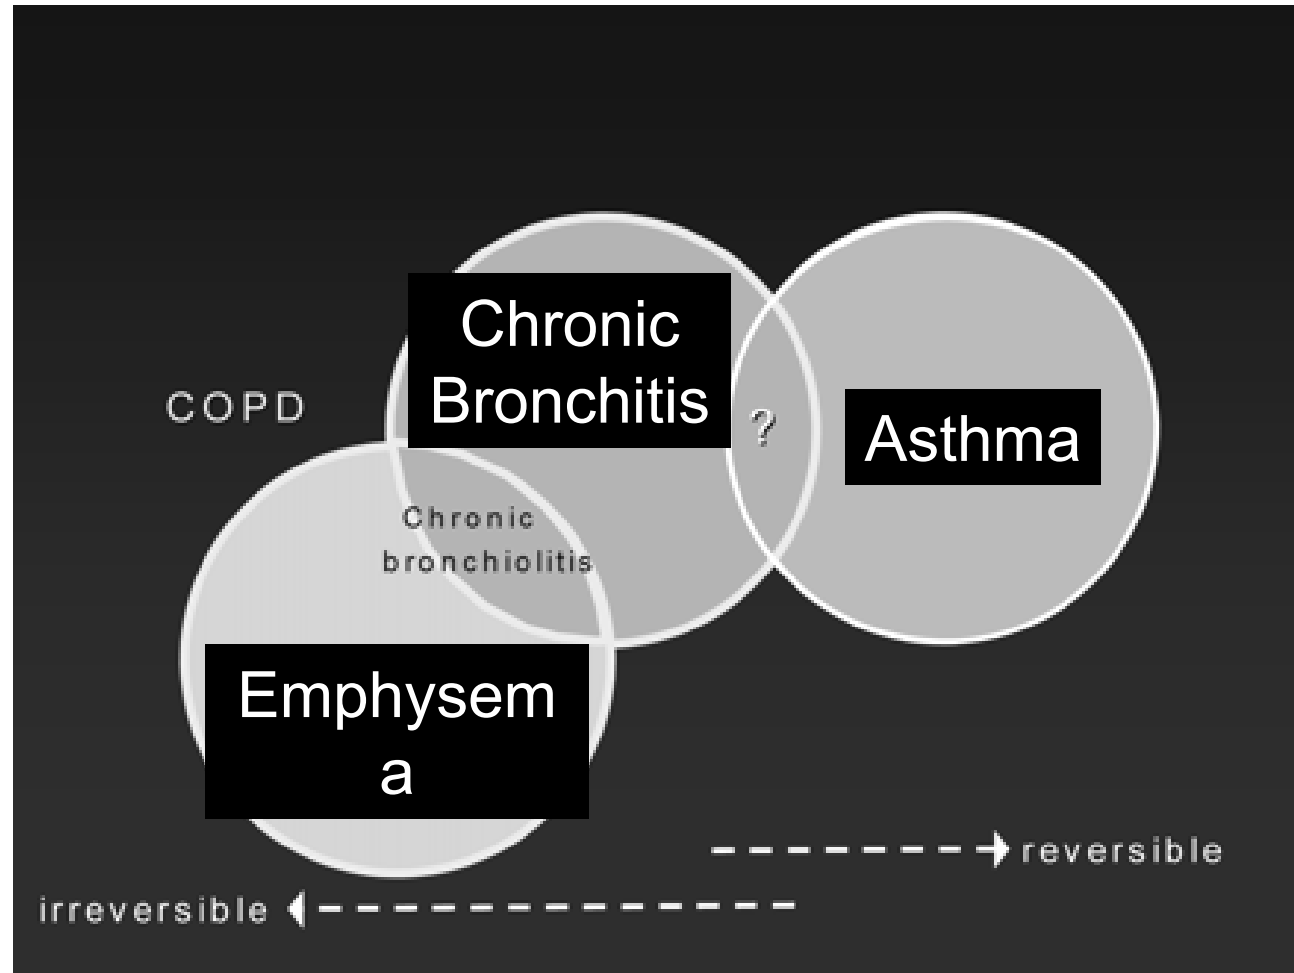 Chronic
Bronchitis
COPD
?
Asthma
Chronic
bronchiolitis
Emphysem
a
reversible
irreversible